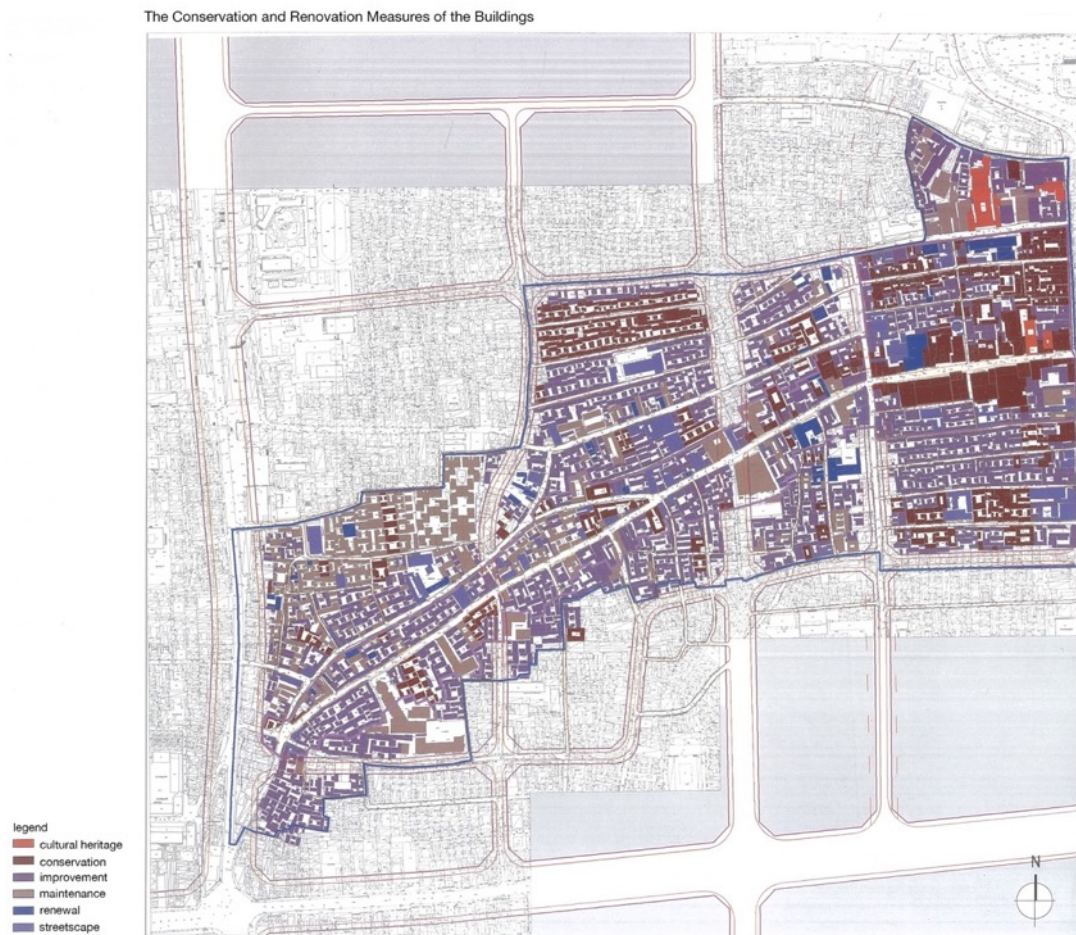 The Conservation and Renovation Measures of the Buildings
legend
cultural heritage
conservation
improvement
maintenance
renewal
streetscape
N